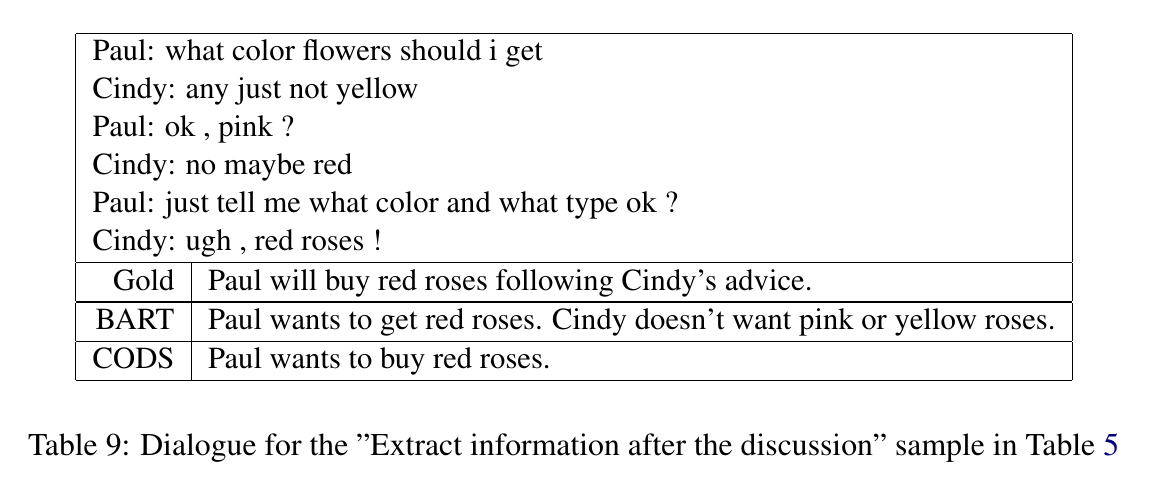 Paul: what color flowers should i get
Cindy: any just not yellow
Paul: ok , pink ?
Cindy: no maybe red
Paul: just tell me what color and what type ok ?
Cindy: ugh , red roses !
Gold Paul will buy red roses following Cindy's advice.
BART Paul wants to get red roses. Cindy doesn't want pink or yellow roses.
CODS Paul wants to buy red roses.
Table 9: Dialogue for the ”Extract information after the discussion” sample in Table 5